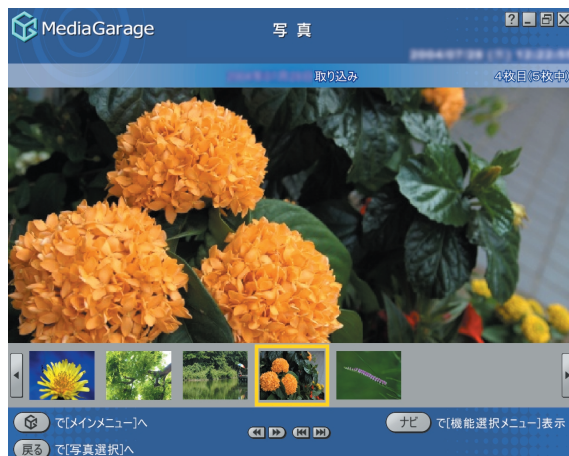 MediaGarage
写真
取り込み
4枚目(5枚中)
で[メインメニュー]へ
ナビ で[機能選択メニュー]表示
戻る で[写真選択]へ